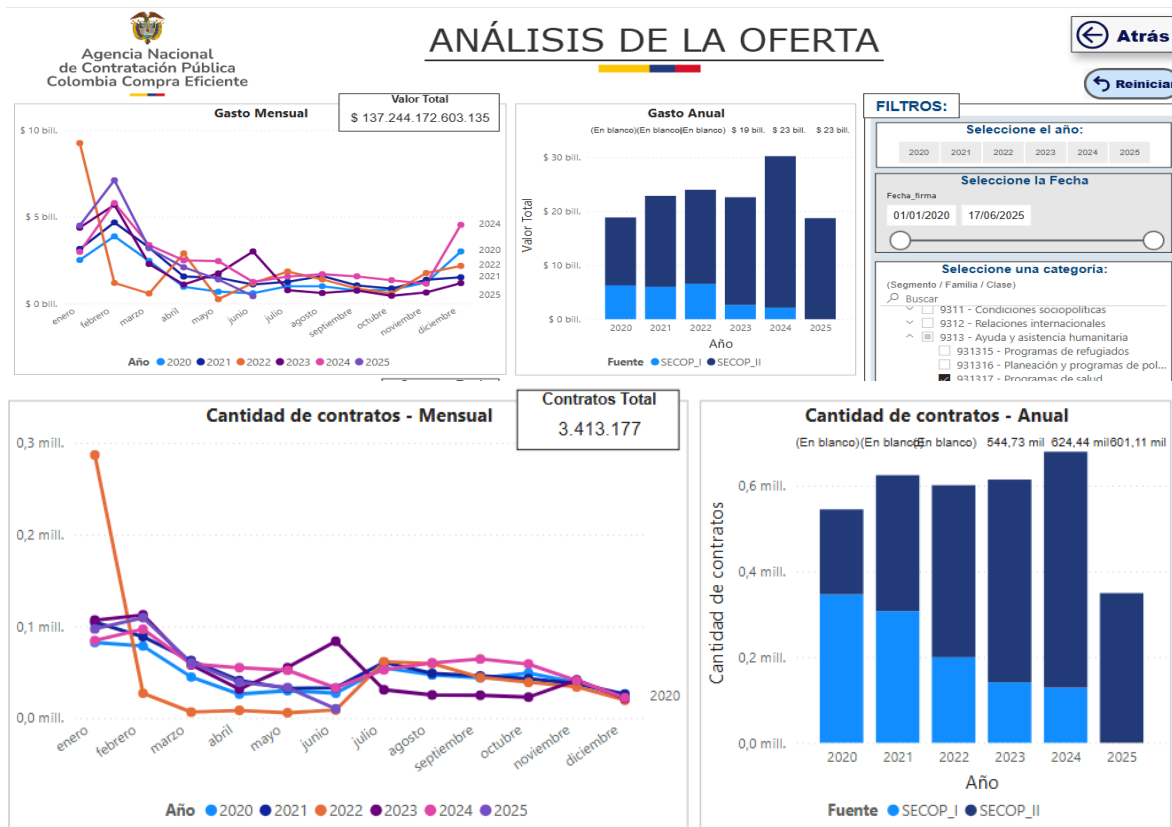 Agencia Nacional
de Contratación Pública
Colombia Compra Eficiente
ANÁLISIS DE LA OFERTA
Atrás
Reiniciar
Gasto Mensual
Valor Total
$ 137.244.172.603.135
$ 10 bill.
$ 5 bill.
$ 0 bill.
2024
2020
2022
2021
2025
enero
febrero
marzo
abril
mayo
junio
julio
agosto
septiembre
octubre
noviembre
diciembre
Año 2020 2021 2022 2023 2024 2025
Gasto Anual
(En blanco) (En blanco) (En blanco) $ 19 bill. $ 23 bill. $ 23 bill.
$ 30 bill.
$ 20 bill.
$ 10 bill.
$ 0 bill.
Valor Total
2020 2021 2022 2023 2024 2025
Año
Fuente SECOP_I SECOP_II
FILTROS:
Seleccione el año:
2020 2021 2022 2023 2024 2025
Seleccione la Fecha
Fecha_firma
01/01/2020 17/06/2025
Seleccione una categoria:
(Segmento / Familia / Clase)
Buscar
9311 - Condiciones sociopolíticas
9312 - Relaciones internacionales
9313 - Ayuda y asistencia humanitaria
931315 - Programas de refugiados
931316 - Planeación y programas de pol...
931317 - Programas de salud
Cantidad de contratos - Mensual
Contratos Total
3.413.177
0,3 mill.
0,2 mill.
0,1 mill.
0,0 mill.
2020
enero
febrero
marzo
abril
mayo
junio
julio
agosto
septiembre
octubre
noviembre
diciembre
Año 2020 2021 2022 2023 2024 2025
Cantidad de contratos - Anual
(En blanco) (En blanco) (En blanco) 544,73 mil 624,44 mil 601,11 mil
0,6 mill.
0,4 mill.
0,2 mill.
0,0 mill.
Cantidad de contratos
2020 2021 2022 2023 2024 2025
Año
Fuente SECOP_I SECOP_II